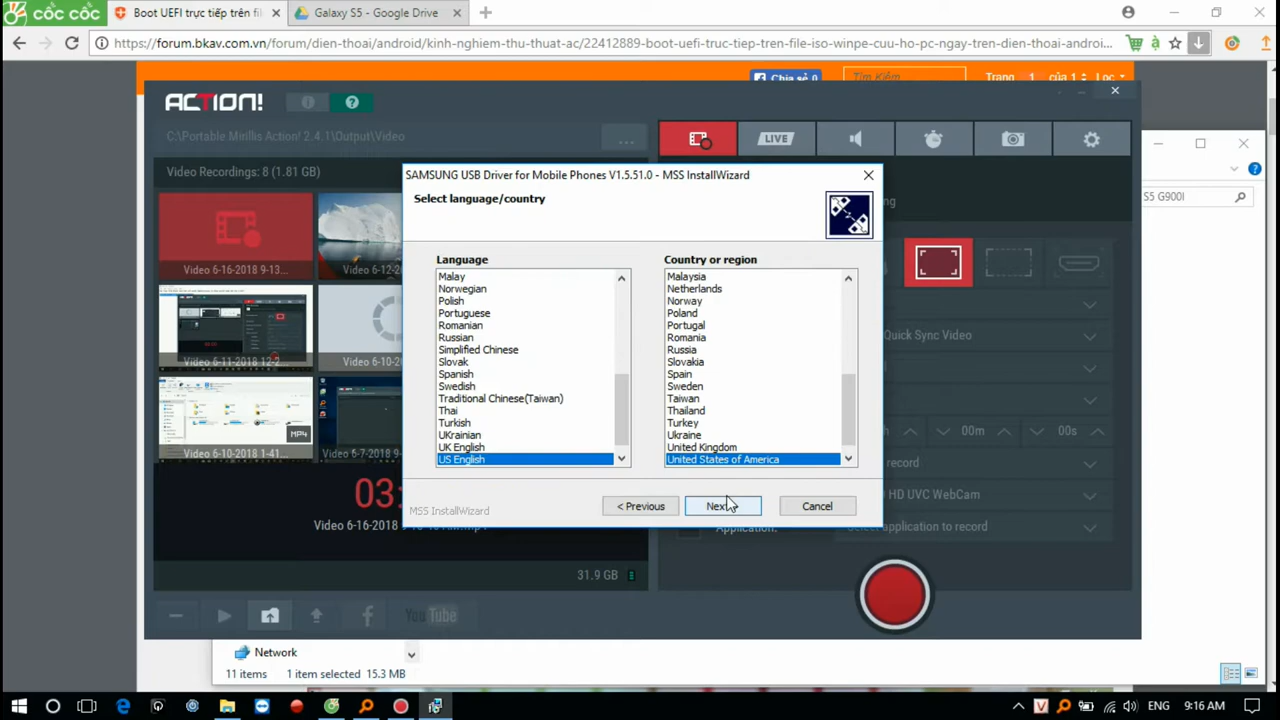 cốc cốc
Boot UEFI trực tiếp trên fil
Galaxy S5 - Google Drive
https://forum.bkav.com.vn/forum/dien-thoai/android/kinh-nghiem-thu-thuat-ac/22412889-boot-uefi-truc-tiep-tren-file-iso-winpe-cuu-ho-pc-ngay-tren-dien-thoai-androi...
Chia sẻ 0
Tìm Kiếm...
Trang 1 của 1
Lọc
ACTION!
C:\Portable Mirillis Action! 2.4.1\Output\Video
...
LIVE
Video Recordings: 8 (1.81 GB)
S5 G900I
SAMSUNG USB Driver for Mobile Phones V1.5.51.0 - MSS InstallWizard
Select language/country
Language
Country or region
Malay
Norwegian
Polish
Portuguese
Romanian
Russian
Simplified Chinese
Slovak
Spanish
Swedish
Traditional Chinese(Taiwan)
Thai
Turkish
UKrainian
UK English
US English
Malaysia
Netherlands
Norway
Poland
Portugal
Romania
Russia
Slovakia
Spain
Sweden
Taiwan
Thailand
Turkey
Ukraine
United Kingdom
United States of America
MSS InstallWizard
< Previous
Next
Cancel
Video 6-16-2018 9-13...
Video 6-12-2
Video 6-11-2018 12-2
Video 6-10
Video 6-10-2018 1-41...
MP4
Video 6-7-2018 9
Quick Sync Video
00m
00s
record
HD UVC WebCam
Application:
Select application to record
03:
Video 6-16-2018
31.9 GB
YouTube
Network
11 items
1 item selected 15.3 MB
ENG
9:16 AM